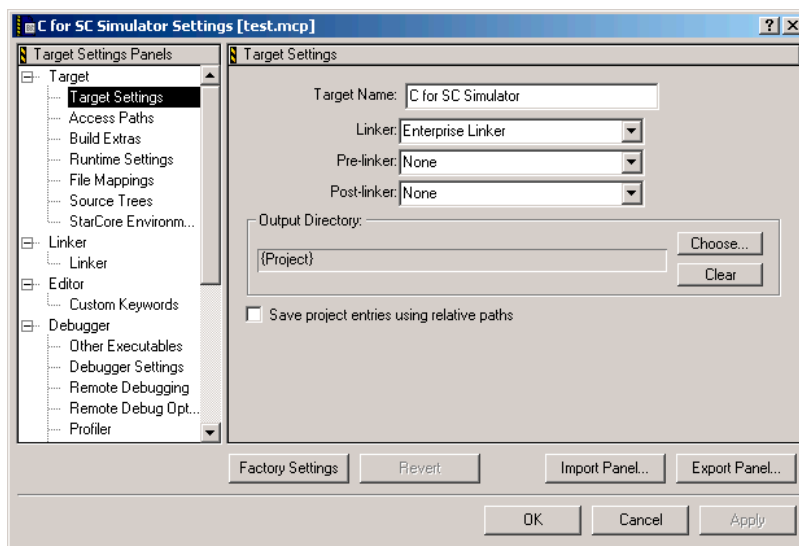 C for SC Simulator Settings [test.mcp]
Target Settings Panels
Target
Target Settings
Access Paths
Build Extras
Runtime Settings
File Mappings
Source Trees
StarCore Environm...
Linker
Linker
Editor
Custom Keywords
Debugger
Other Executables
Debugger Settings
Remote Debugging
Remote Debug Opt...
Profiler
Target Settings
Target Name: C for SC Simulator
Linker: Enterprise Linker
Pre-linker: None
Post-linker: None
Output Directory:
{Project}
Choose...
Clear
Save project entries using relative paths
Factory Settings Revert Import Panel... Export Panel...
OK Cancel Apply